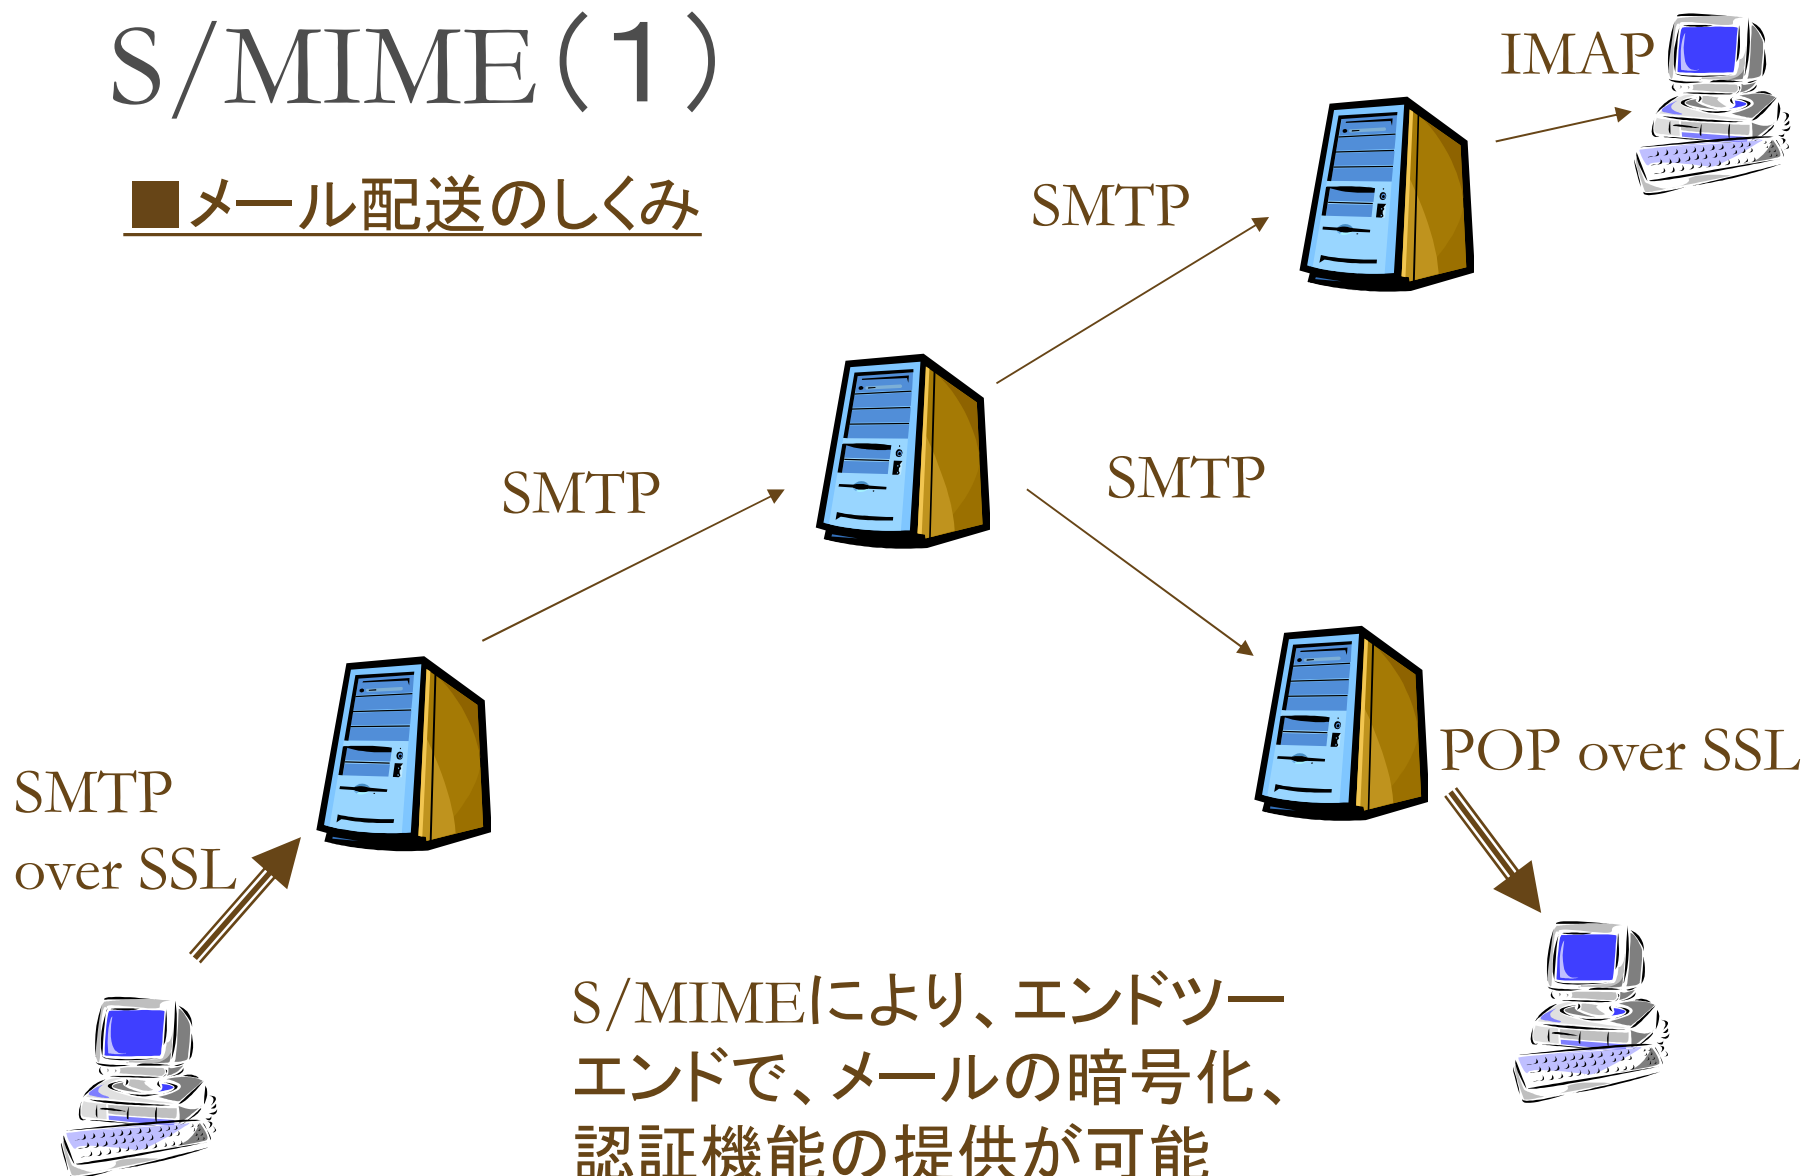 S/MIME（１）
■メール配送のしくみ
IMAP
SMTP
SMTP
SMTP
POP over SSL
SMTP
over SSL
S/MIMEにより、エンドツー
エンドで、メールの暗号化、
認証機能の提供が可能